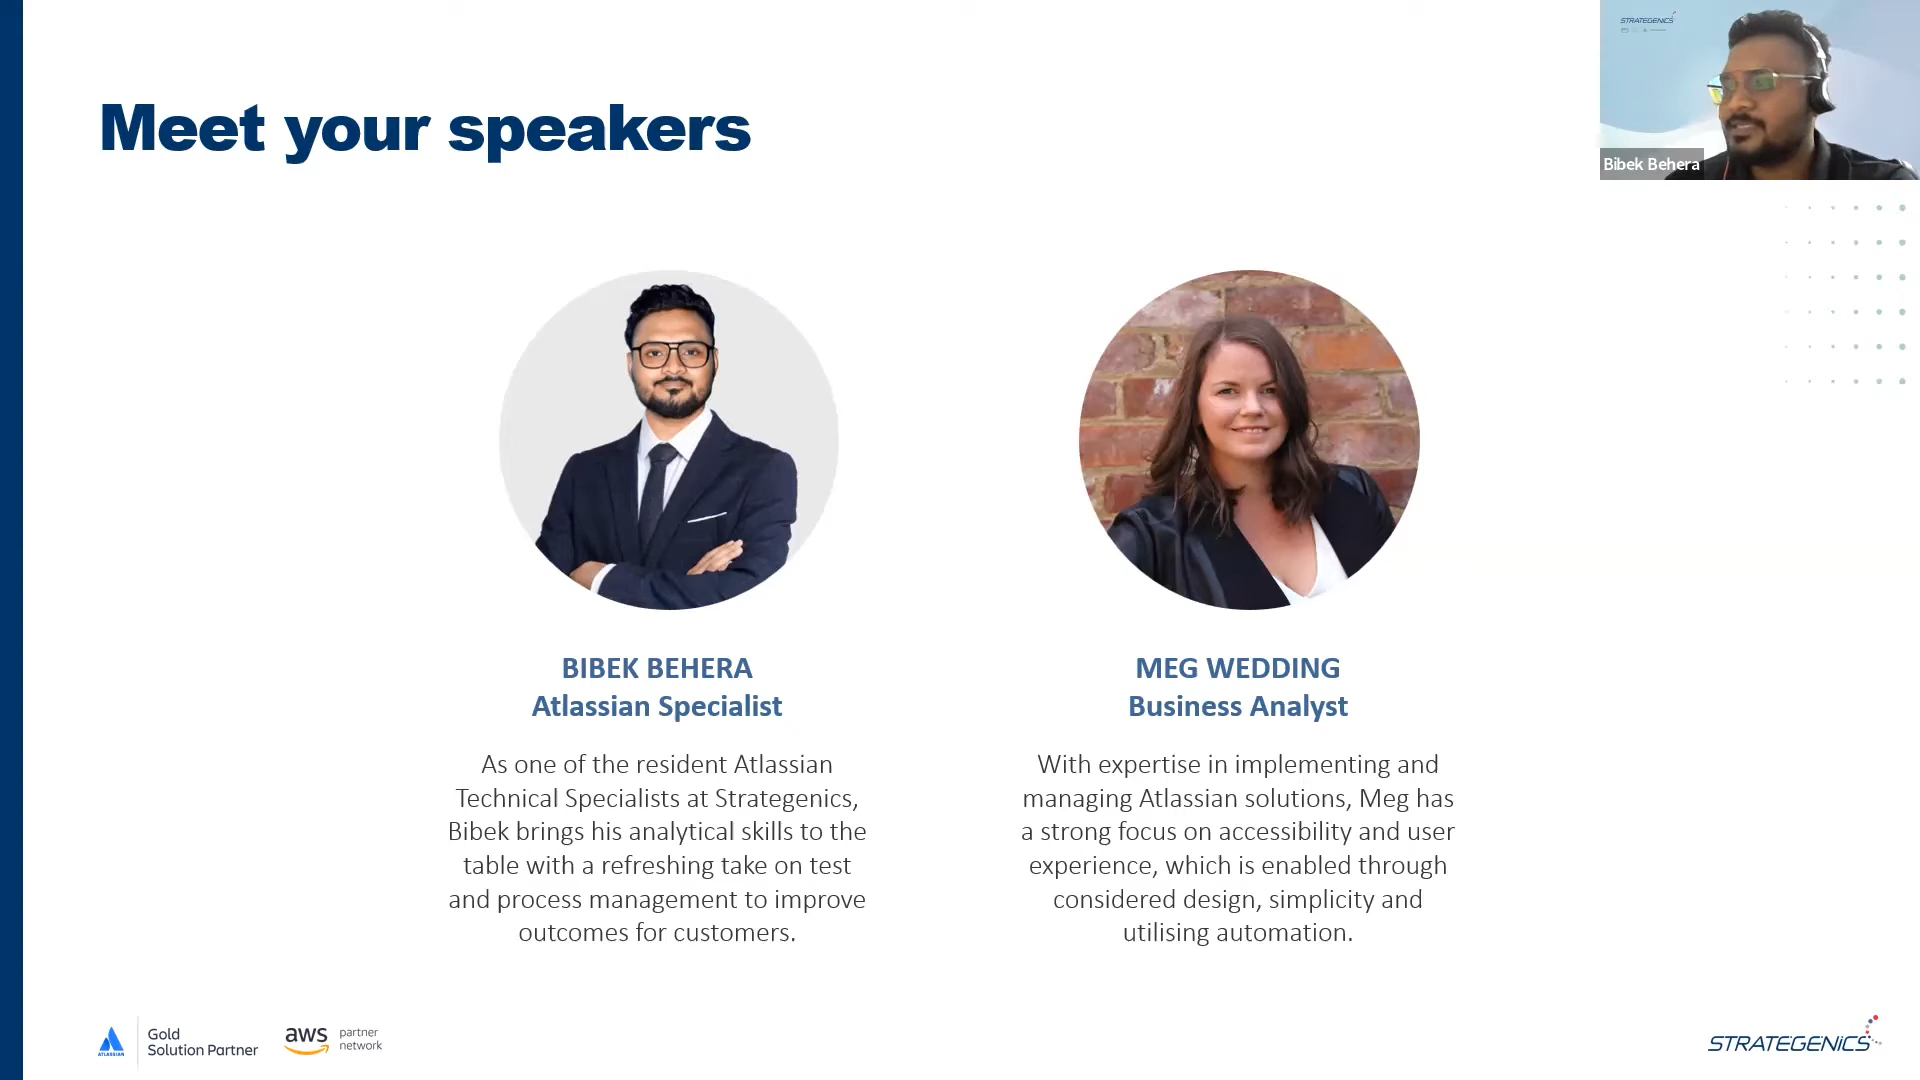 STRATEGENICS
Meet your speakers
Bibek Behera
BIBEK BEHERA
Atlassian Specialist
As one of the resident Atlassian
Technical Specialists at Strategenics,
Bibek brings his analytical skills to the
table with a refreshing take on test
and process management to improve
outcomes for customers.
MEG WEDDING
Business Analyst
With expertise in implementing and
managing Atlassian solutions, Meg has
a strong focus on accessibility and user
experience, which is enabled through
considered design, simplicity and
utilising automation.
ATLASSIAN
Gold
Solution Partner
aws
partner
network
STRATEGENICS